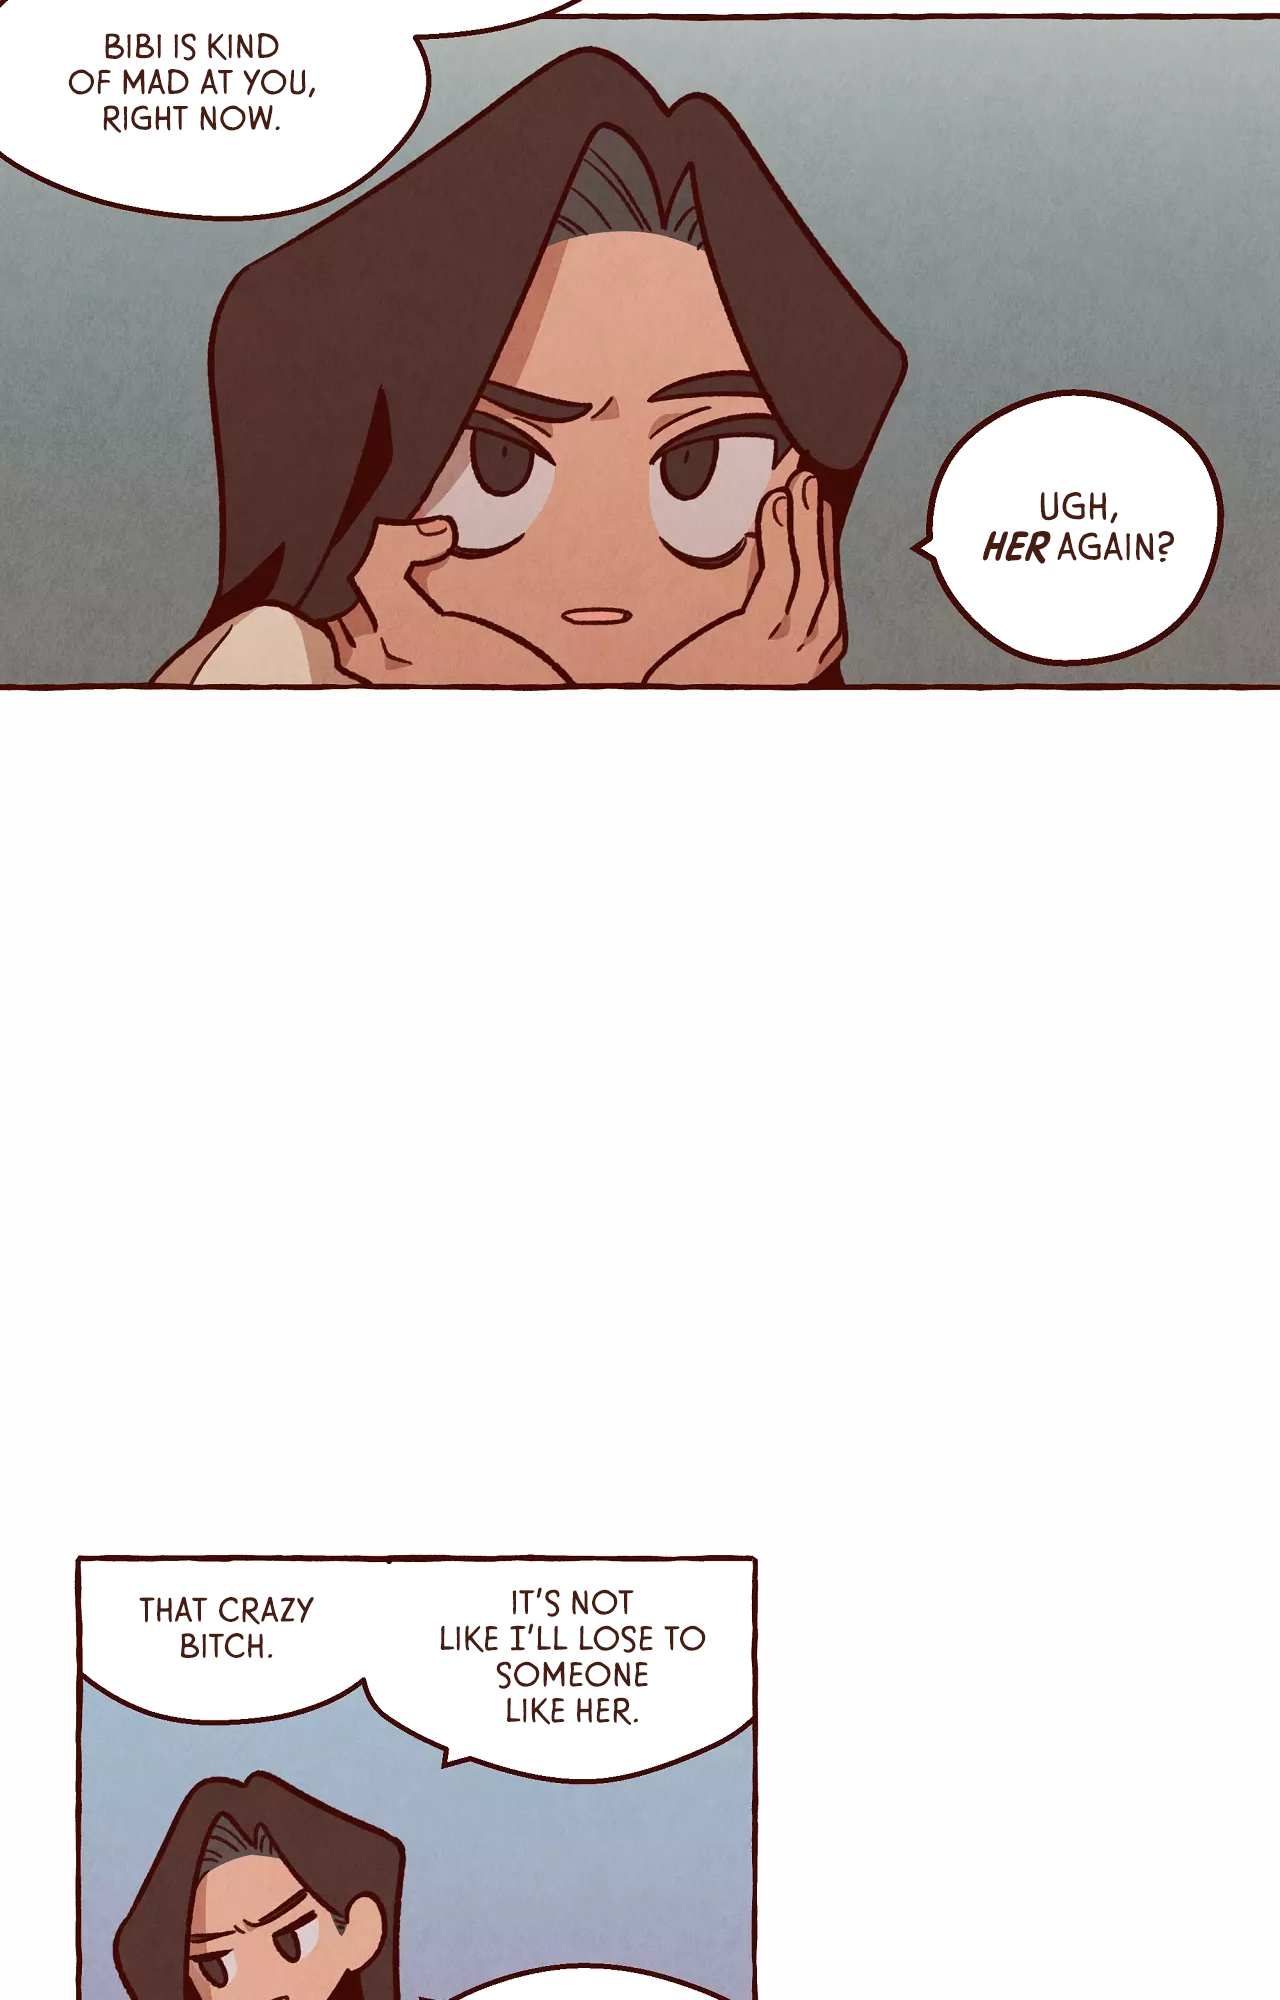 BIBI IS KIND
OF MAD AT YOU,
RIGHT NOW.
UGH,
HER AGAIN?
THAT CRAZY
BITCH.
IT'S NOT
LIKE I'LL LOSE TO
SOMEONE
LIKE HER.